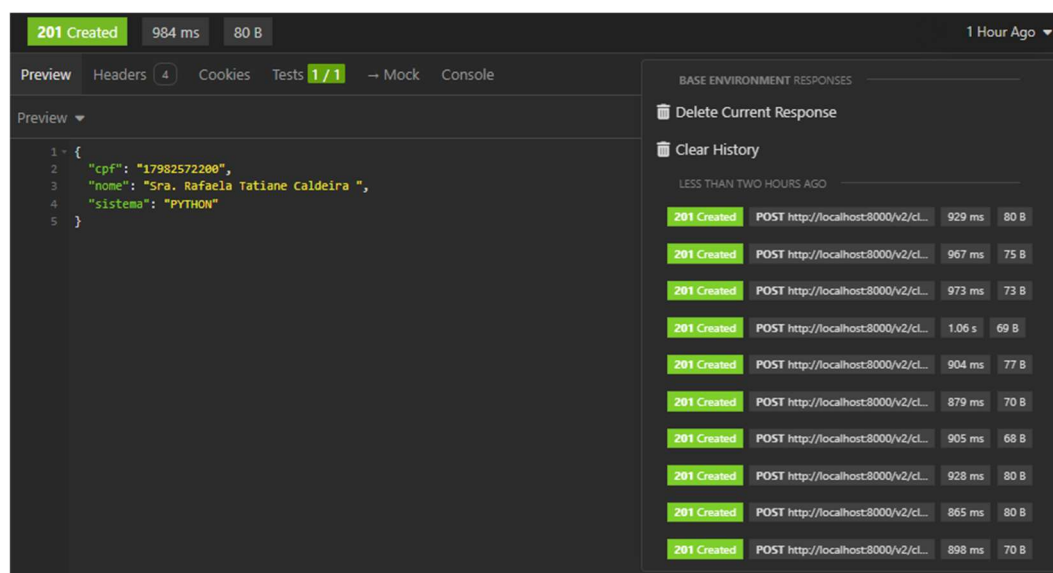 201 Created 984 ms 80 B 1 Hour Ago
Preview Headers 4 Cookies Tests 1 / 1 → Mock Console
Preview
1 {
2 "cpf": "17982572200",
3 "nome": "Sra. Rafaela Tatiane Caldeira ",
4 "sistema": "PYTHON"
5 }
BASE ENVIRONMENT RESPONSES
Delete Current Response
Clear History
LESS THAN TWO HOURS AGO
201 Created POST http://localhost:8000/v2/cl... 929 ms 80 B
201 Created POST http://localhost:8000/v2/cl... 967 ms 75 B
201 Created POST http://localhost:8000/v2/cl... 973 ms 73 B
201 Created POST http://localhost:8000/v2/cl... 1.06 s 69 B
201 Created POST http://localhost:8000/v2/cl... 904 ms 77 B
201 Created POST http://localhost:8000/v2/cl... 879 ms 70 B
201 Created POST http://localhost:8000/v2/cl... 905 ms 68 B
201 Created POST http://localhost:8000/v2/cl... 928 ms 80 B
201 Created POST http://localhost:8000/v2/cl... 865 ms 80 B
201 Created POST http://localhost:8000/v2/cl... 898 ms 70 B